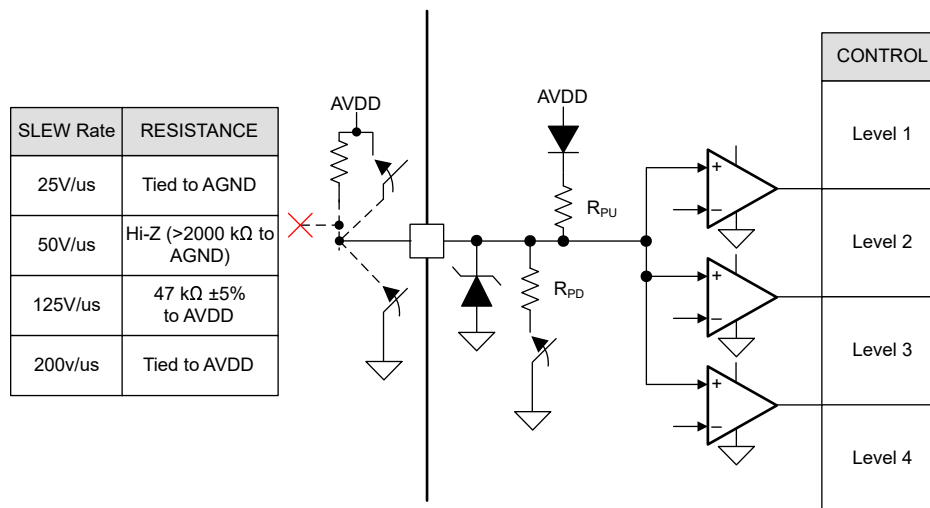 SLEW Rate RESISTANCE
25V/us Tied to AGND
50V/us Hi-Z (>2000 kΩ to
AGND)
125V/us 47 kΩ ±5%
to AVDD
200v/us Tied to AVDD
AVDD
AVDD
RPU
RPD
+
−
+
−
+
−
CONTROL
Level 1
Level 2
Level 3
Level 4